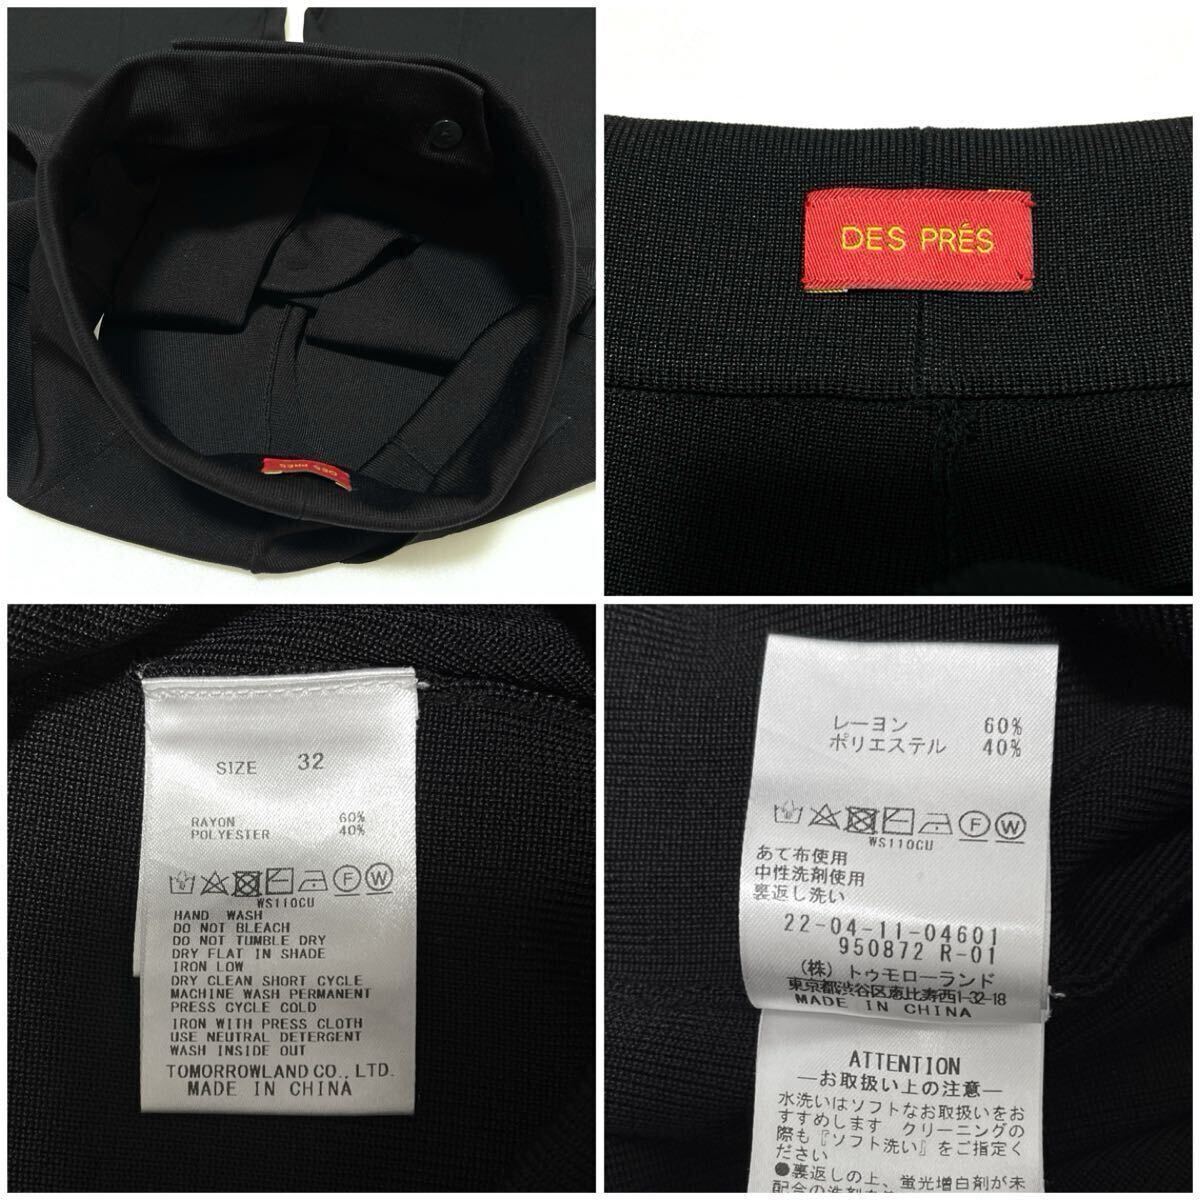 DES PRÉS
DES PRÉS
SIZE 32
RAYON 60%
POLYESTER 40%
WS110CU
HAND WASH
DO NOT BLEACH
DO NOT TUMBLE DRY
DRY FLAT IN SHADE
IRON LOW
DRY CLEAN SHORT CYCLE
MACHINE WASH PERMANENT
PRESS CYCLE COLD
IRON WITH PRESS CLOTH
USE NEUTRAL DETERGENT
WASH INSIDE OUT
TOMORROWLAND CO., LTD.
MADE IN CHINA
レーヨン 60%
ポリエステル 40%
WS110CU
あて布使用
中性洗剤使用
裏返し洗い
22-04-11-04601
950872 R-01
(株) トゥモローランド
東京都渋谷区恵比寿西1-32-18
MADE IN CHINA
ATTENTION
―お取扱い上の注意―
水洗いはソフトなお取扱いをお
すすめします クリーニングの
際も『ソフト洗い』をご指定く
ださい
●裏返しの上、蛍光増白剤が未
配合の洗剤を使